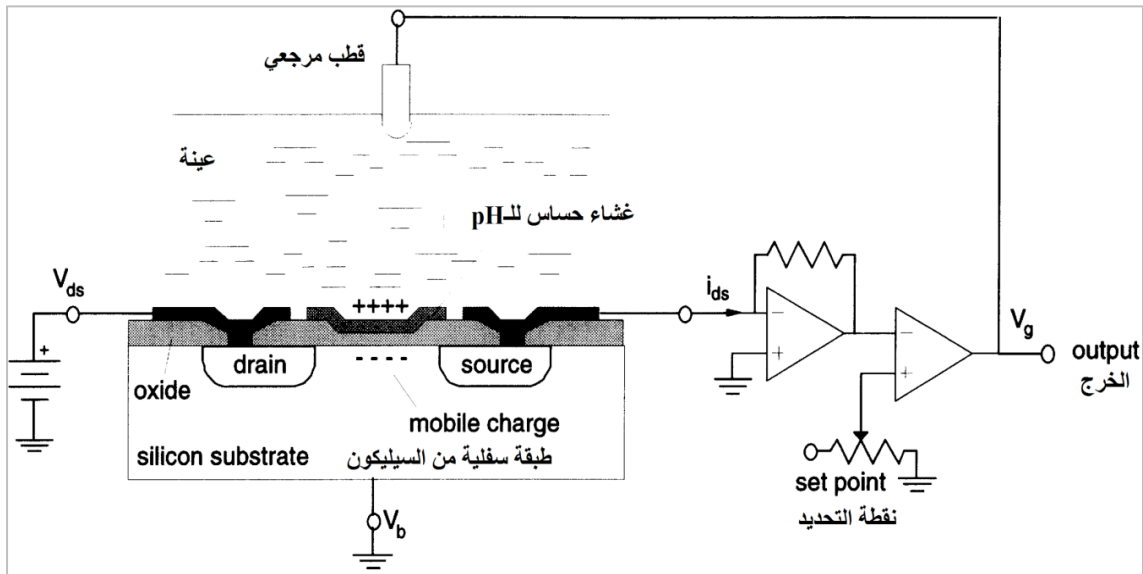 قطب مرجعي
عينة
غشاء حساس للـpH
V_ds
++++
i_ds
V_g
output
الخرج
drain
source
oxide
mobile charge
silicon substrate
طبقة سفلية من السيليكون
set point
نقطة التحديد
V_b